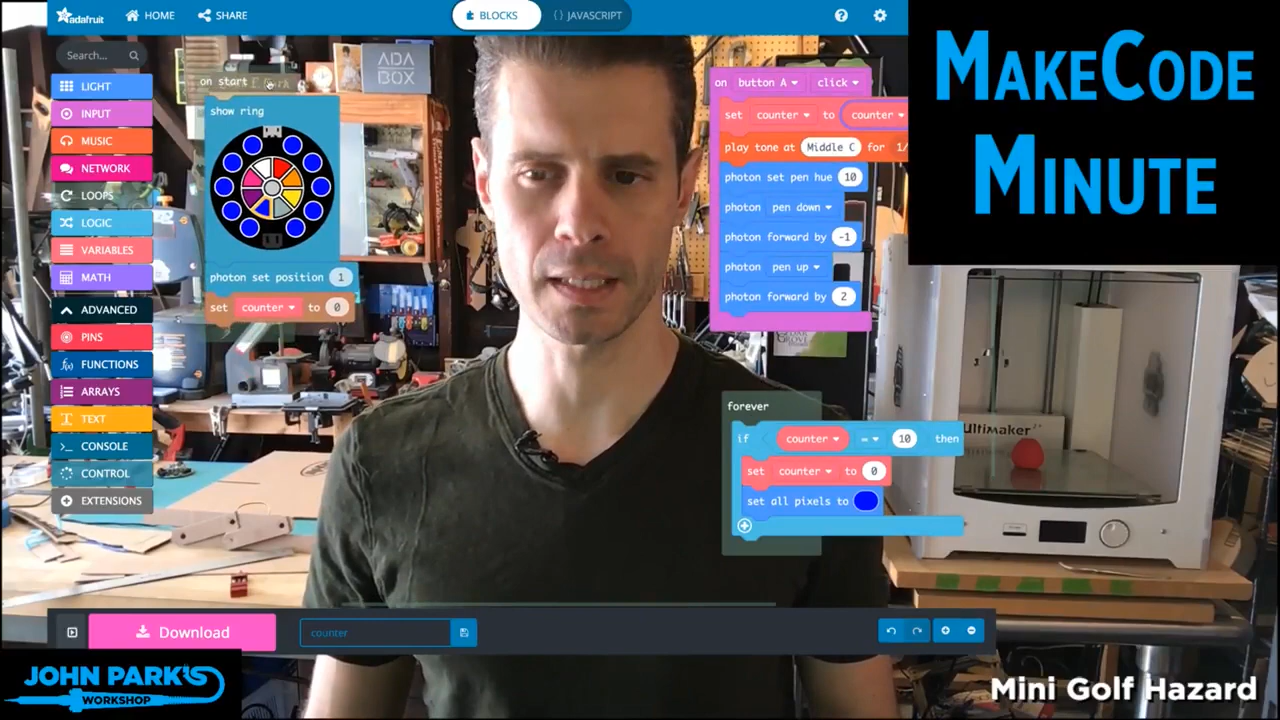 adafruit
HOME
SHARE
BLOCKS
{ } JAVASCRIPT
MAKECODE
MINUTE
Search...
LIGHT
INPUT
MUSIC
NETWORK
LOOPS
LOGIC
VARIABLES
MATH
ADVANCED
PINS
FUNCTIONS
ARRAYS
TEXT
CONSOLE
CONTROL
EXTENSIONS
on start
show ring
photon set position 1
set counter to 0
ADA
BOX
on button A click
set counter to counter
play tone at Middle C for 1/
photon set pen hue 10
photon pen down
photon forward by -1
photon pen up
photon forward by 2
forever
if counter = 10 then
set counter to 0
set all pixels to
Ultimaker
Download
counter
JOHN PARK'S
WORKSHOP
Mini Golf Hazard